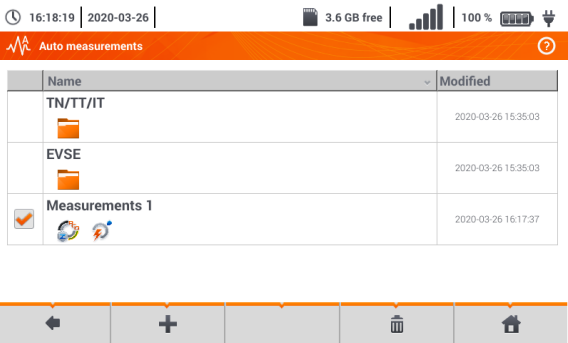 16:18:19 2020-03-26 3.6 GB free 100 %
Auto measurements ?
Name Modified
TN/TT/IT
2020-03-26 15:35:03
EVSE
2020-03-26 15:35:03
Measurements 1
2020-03-26 16:17:37